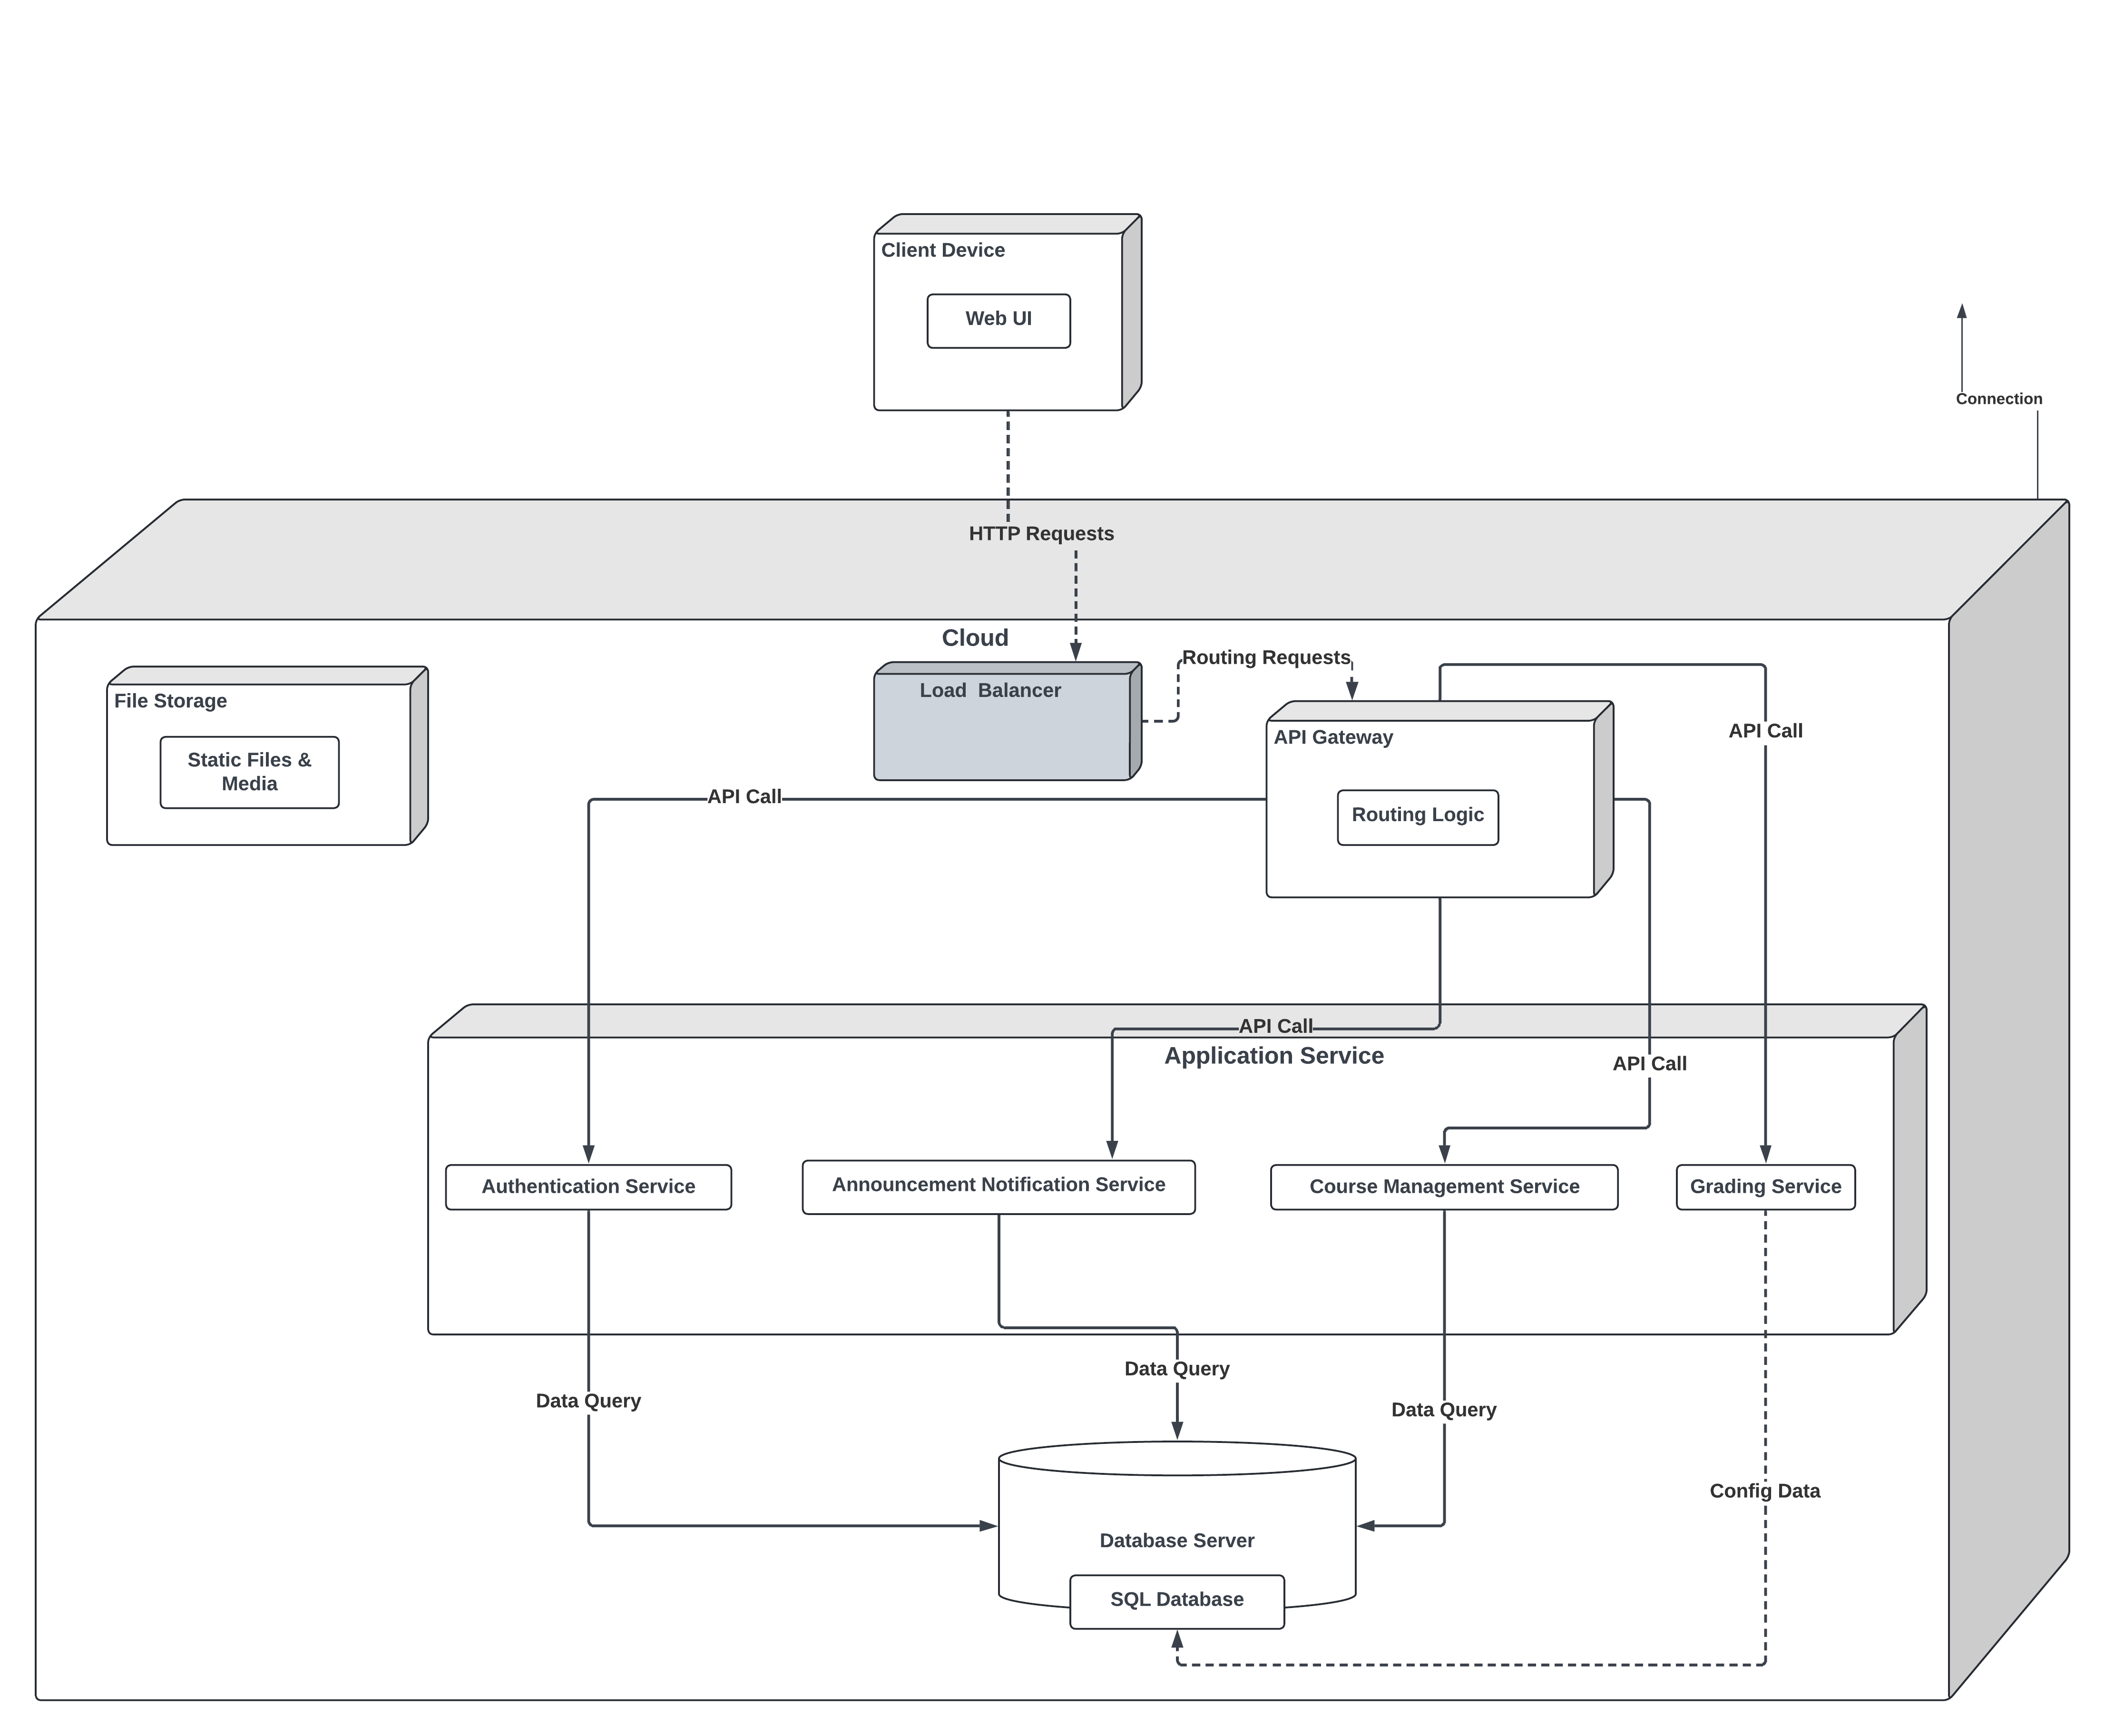 Client Device
Web UI
Connection
HTTP Requests
Cloud
Routing Requests
Load  Balancer
File Storage
API Gateway
API Call
Static Files &
Media
API Call
Routing Logic
API Call
Application Service
API Call
Authentication Service
Announcement Notification Service
Course Management Service
Grading Service
Data Query
Data Query
Data Query
Config Data
Database Server
SQL Database